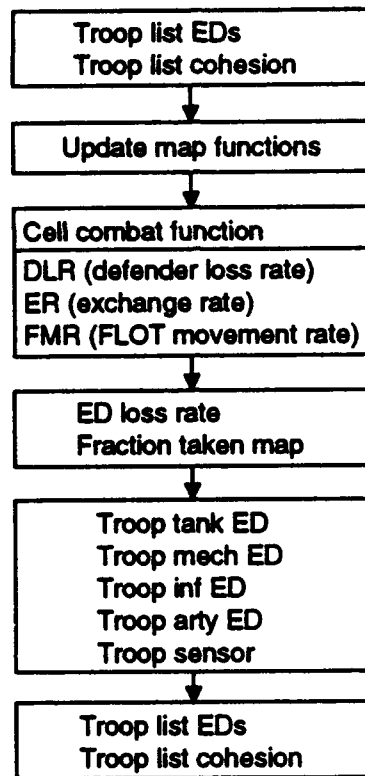 Troop list EDs
Troop list cohesion
Update map functions
Cell combat function
DLR (defender loss rate)
ER (exchange rate)
FMR (FLOT movement rate)
ED loss rate
Fraction taken map
Troop tank ED
Troop mech ED
Troop inf ED
Troop arty ED
Troop sensor
Troop list EDs
Troop list cohesion